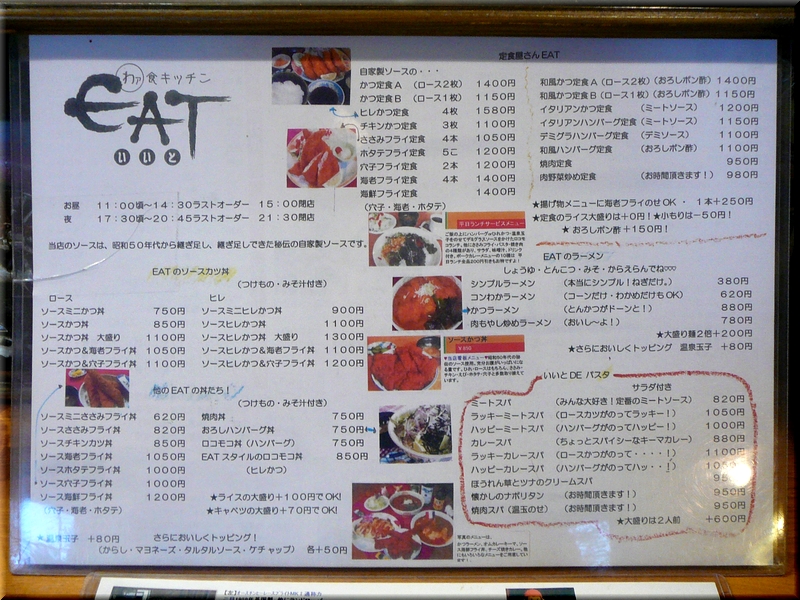 わァ食キッチン
EAT
いいと
お昼 11:00頃〜14:30ラストオーダー 15:00閉店
夜 17:30〜20:45ラストオーダー 21:30閉店
当店のソースは、昭和50年代から継ぎ足し、継ぎ足してきた秘伝の自家製ソースです。
定食屋さん EAT
自家製ソースの・・・
かつ定食A (ロース2枚) 1400円
かつ定食B (ロース1枚) 1150円
ヒレかつ定食 4枚 1580円
チキンかつ定食 3枚 1100円
ささみフライ定食 4本 1050円
ホタテフライ定食 5こ 1200円
穴子フライ定食 2本 1200円
海老フライ定食 4本 1400円
海鮮フライ定食 1400円
(穴子・海老・ホタテ)
和風かつ定食A(ロース2枚)(おろしポン酢) 1400円
和風かつ定食B(ロース1枚)(おろしポン酢) 1150円
イタリアンかつ定食 (ミートソース) 1200円
イタリアンハンバーグ定食(ミートソース) 1150円
デミグラハンバーグ定食(デミソース) 1100円
和風ハンバーグ定食 (おろしポン酢) 1100円
焼肉定食 950円
肉野菜炒め定食 (お時間頂きます!) 980円
★揚げ物メニューに海老フライのせOK・ 1本+250円
★定食のライス大盛りは+0円!★小もりは−50円!
★おろしポン酢+150円!
EATのソースカツ丼
(つけもの・みそ汁付き)
ロース
ソースミニかつ丼 750円
ソースかつ丼 850円
ソースかつ丼 大盛り 1100円
ソースかつ&海老フライ丼 1050円
ソースかつ&穴子フライ丼 1100円
ヒレ
ソースミニヒレかつ丼 900円
ソースヒレかつ丼 1100円
ソースヒレかつ丼 大盛り 1300円
ソースヒレかつ&海老フライ丼 1100円
ソースヒレかつ&穴子フライ丼 1200円
他のEATの丼だち!
(つけもの・みそ汁付き)
ソースミニささみフライ丼 620円
ソースささみフライ丼 820円
ソースチキンカツ丼 850円
ソース海老フライ丼 1050円
ソースホタテフライ丼 1000円
ソース穴子フライ丼 1000円
ソース海鮮フライ丼 1200円
(穴子・海老・ホタテ)
焼肉丼 750円
おろしハンバーグ丼 750円
ロコモコ丼(ハンバーグ) 750円
EATスタイルのロコモコ丼 850円
(ヒレかつ)
★ライスの大盛り+100円でOK!
★キャベツの大盛り+70円でOK!
温泉玉子 +80円 さらにおいしくトッピング!
(からし・マヨネーズ・タルタルソース・ケチャップ) 各+50円
平日ランチサービスメニュー
ソースかつ丼
¥850
EATのラーメン
しょうゆ・とんこつ・みそ・からえらんでね♡♡♡
シンプルラーメン (本当にシンプル!ねぎだけ。) 380円
コンわかラーメン (コーンだけ・わかめだけもOK) 620円
かつラーメン (とんかつがドーンと!) 880円
肉もやし炒めラーメン (おいし〜よ!) 780円
★大盛り麺2倍+200円
★さらにおいしくトッピング 温泉玉子 +80円
いいとDE パスタ
サラダ付き
ミートスパ (みんな大好き!定番のミートソース) 820円
ラッキーミートスパ (ロースカツがのってラッキー!) 1050円
ハッピーミートスパ (ハンバーグがのってハッピー!) 1000円
カレースパ (ちょっとスパイシーなキーマカレー) 880円
ラッキーカレースパ (ロースかつがのって・・・・!) 1100円
ハッピーカレースパ (ハンバーグがのってハッ・・!)
ほうれん草とツナのクリームスパ
懐かしのナポリタン (お時間頂きます!) 950円
焼肉スパ(温玉のせ) (お時間頂きます!) 960円
★大盛りは2人前 +600円
写真のメニューは、